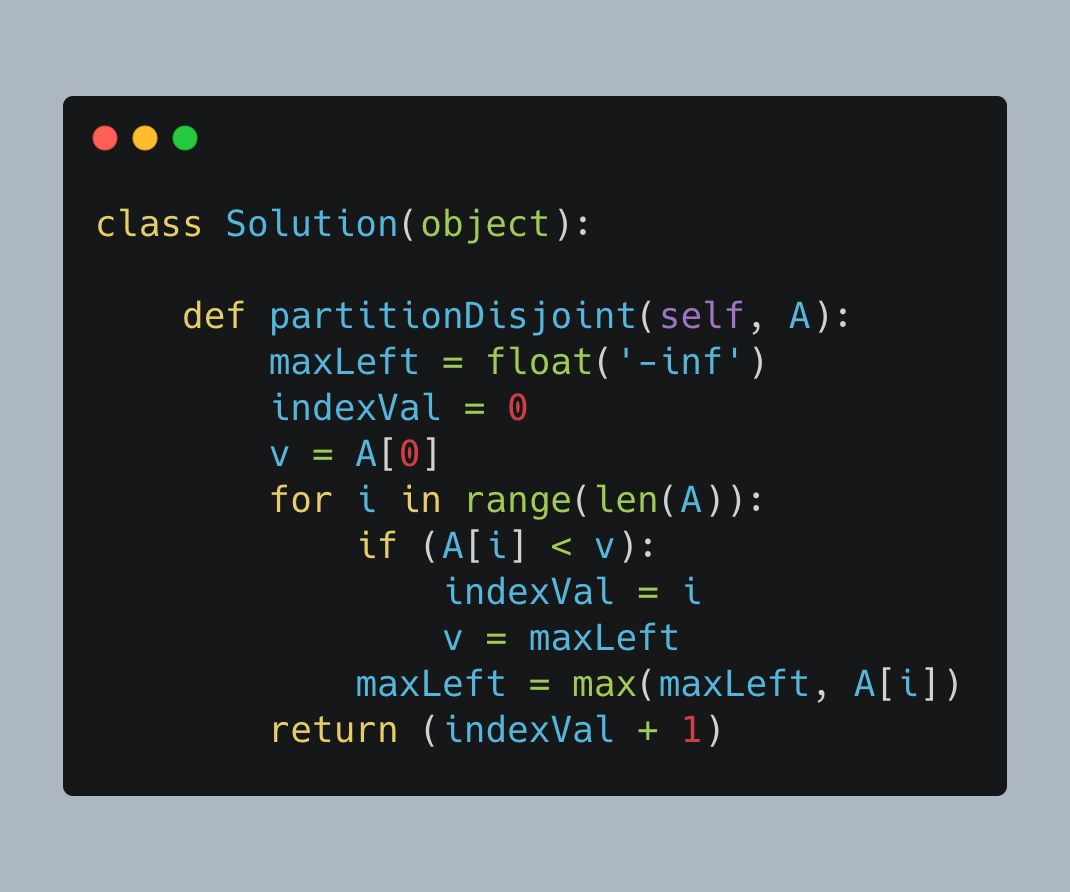 class Solution(object):

    def partitionDisjoint(self, A):
        maxLeft = float('-inf')
        indexVal = 0
        v = A[0]
        for i in range(len(A)):
            if (A[i] < v):
                indexVal = i
                v = maxLeft
            maxLeft = max(maxLeft, A[i])
        return (indexVal + 1)